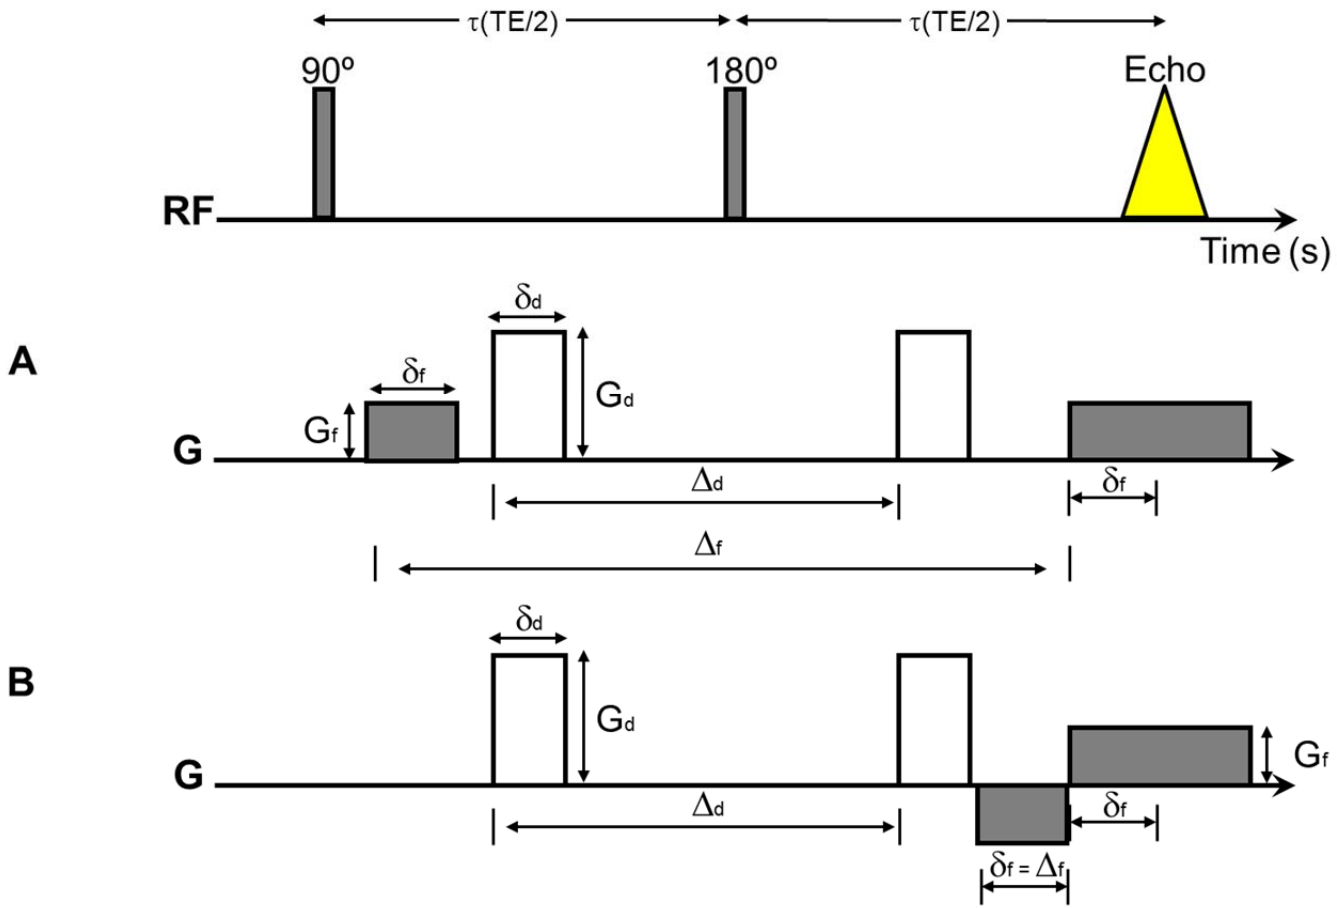 τ(TE/2) τ(TE/2)
90º 180º Echo
RF
Time (s)
δd
A
δf
Gd
Gf
G
Δd
δf
Δf
δd
B
Gd
G
Gf
Δd
δf
δf = Δf